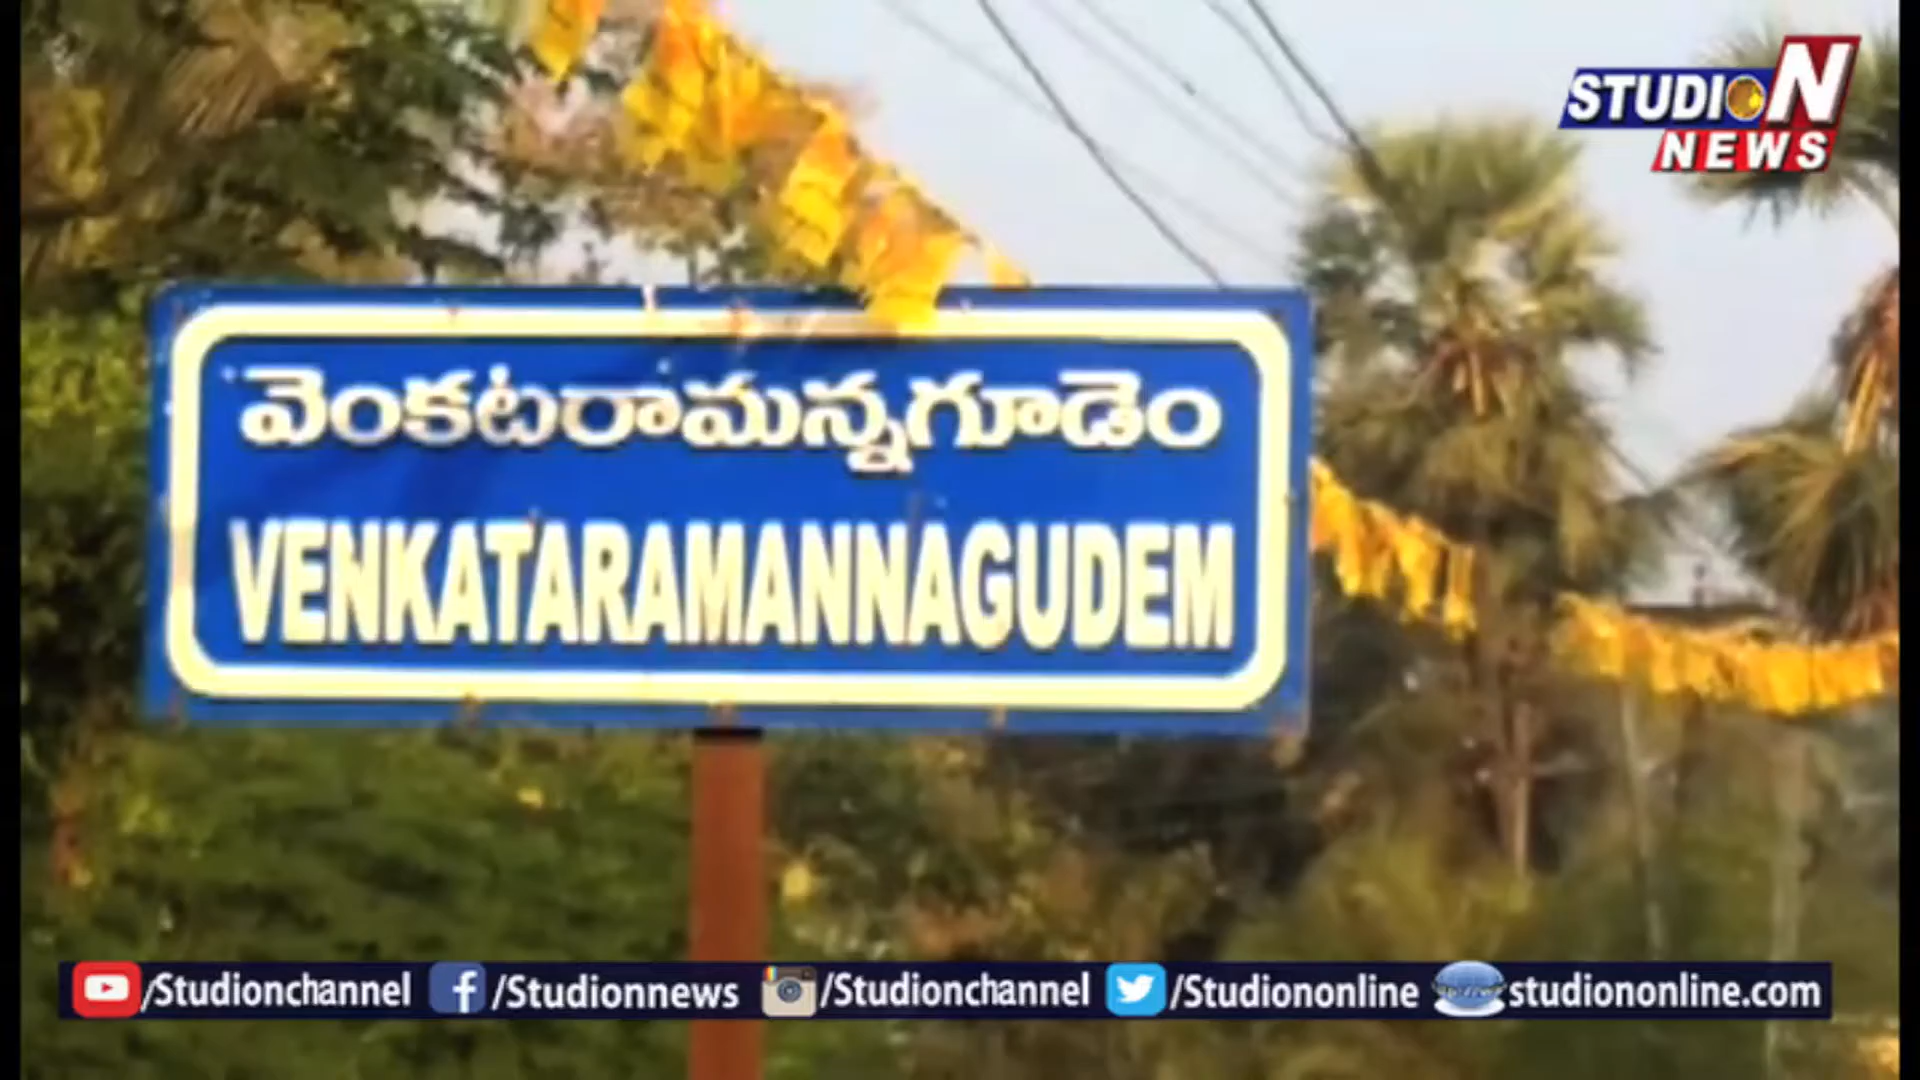 STUDIO N
NEWS
వెంకటరామన్నగూడెం
VENKATARAMANNAGUDEM
/Studionchannel /Studionnews /Studionchannel /Studiononline studiononline.com